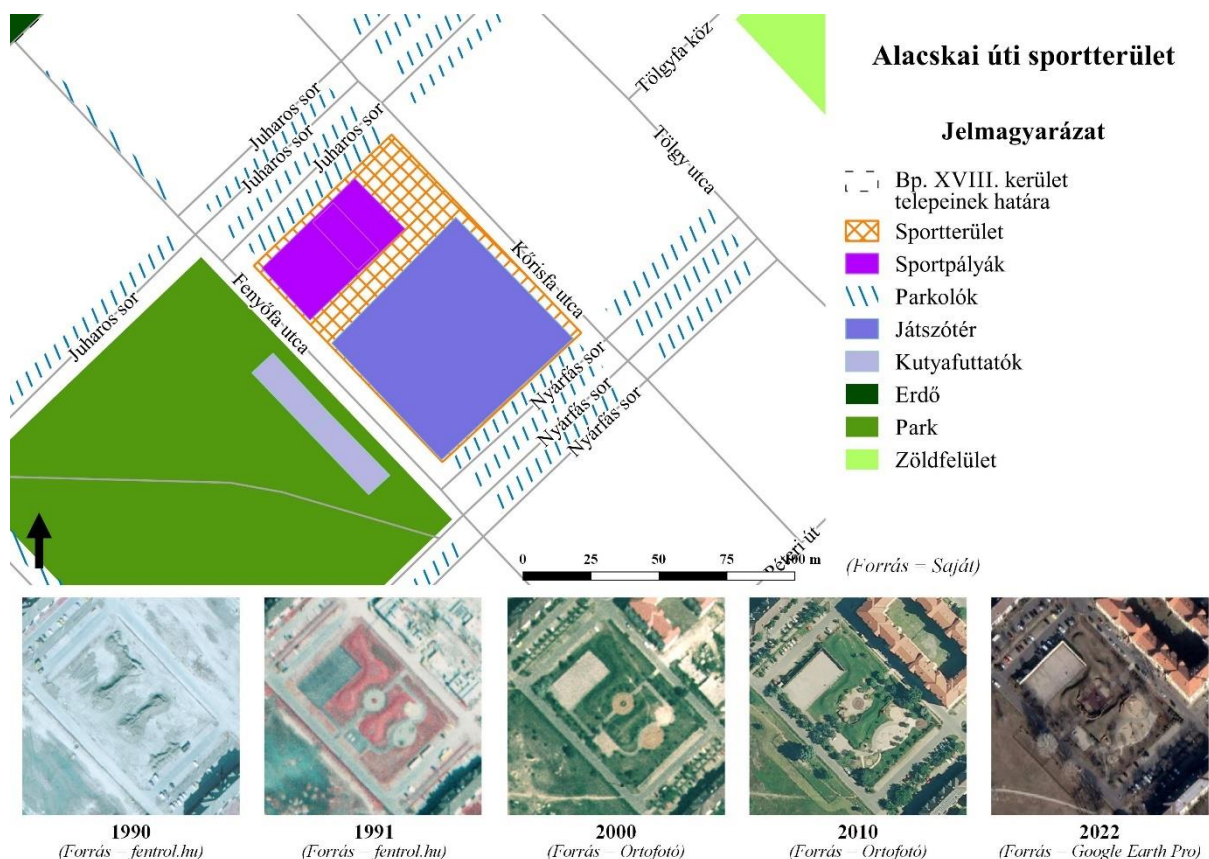 Alacskai úti sportterület
Jelmagyarázat
Bp. XVIII. kerület
telepeinek határa
Sportterület
Sportpályák
Parkolók
Játszótér
Kutyafuttatók
Erdő
Park
Zöldfelület
(Forrás = Saját)
Tölgyfa köz
Tölgy utca
Juharos sor
Juharos sor
Juharos sor
Juharos sor
Kőrisfa utca
Fenyőfa utca
Nyárfás sor
Nyárfás sor
Nyárfás sor
Péteri út
0 25 50 75 100 m
1990
(Forrás – fentrol.hu)
1991
(Forrás – fentrol.hu)
2000
(Forrás – Ortofotó)
2010
(Forrás – Ortofotó)
2022
(Forrás – Google Earth Pro)